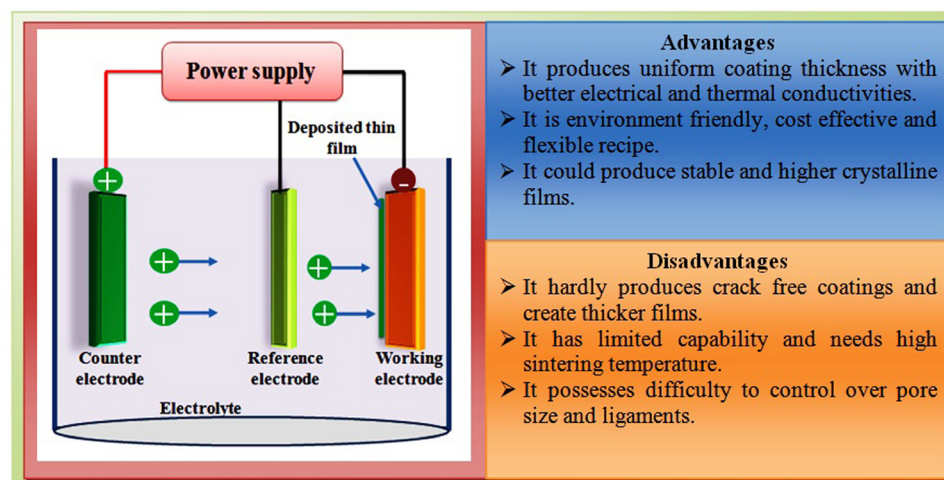 Power supply
Deposited thin
film
+
-
+
+
+
+
Counter
electrode
Reference
electrode
Working
electrode
Electrolyte
Advantages
➢ It produces uniform coating thickness with
better electrical and thermal conductivities.
➢ It is environment friendly, cost effective and
flexible recipe.
➢ It could produce stable and higher crystalline
films.
Disadvantages
➢ It hardly produces crack free coatings and
create thicker films.
➢ It has limited capability and needs high
sintering temperature.
➢ It possesses difficulty to control over pore
size and ligaments.